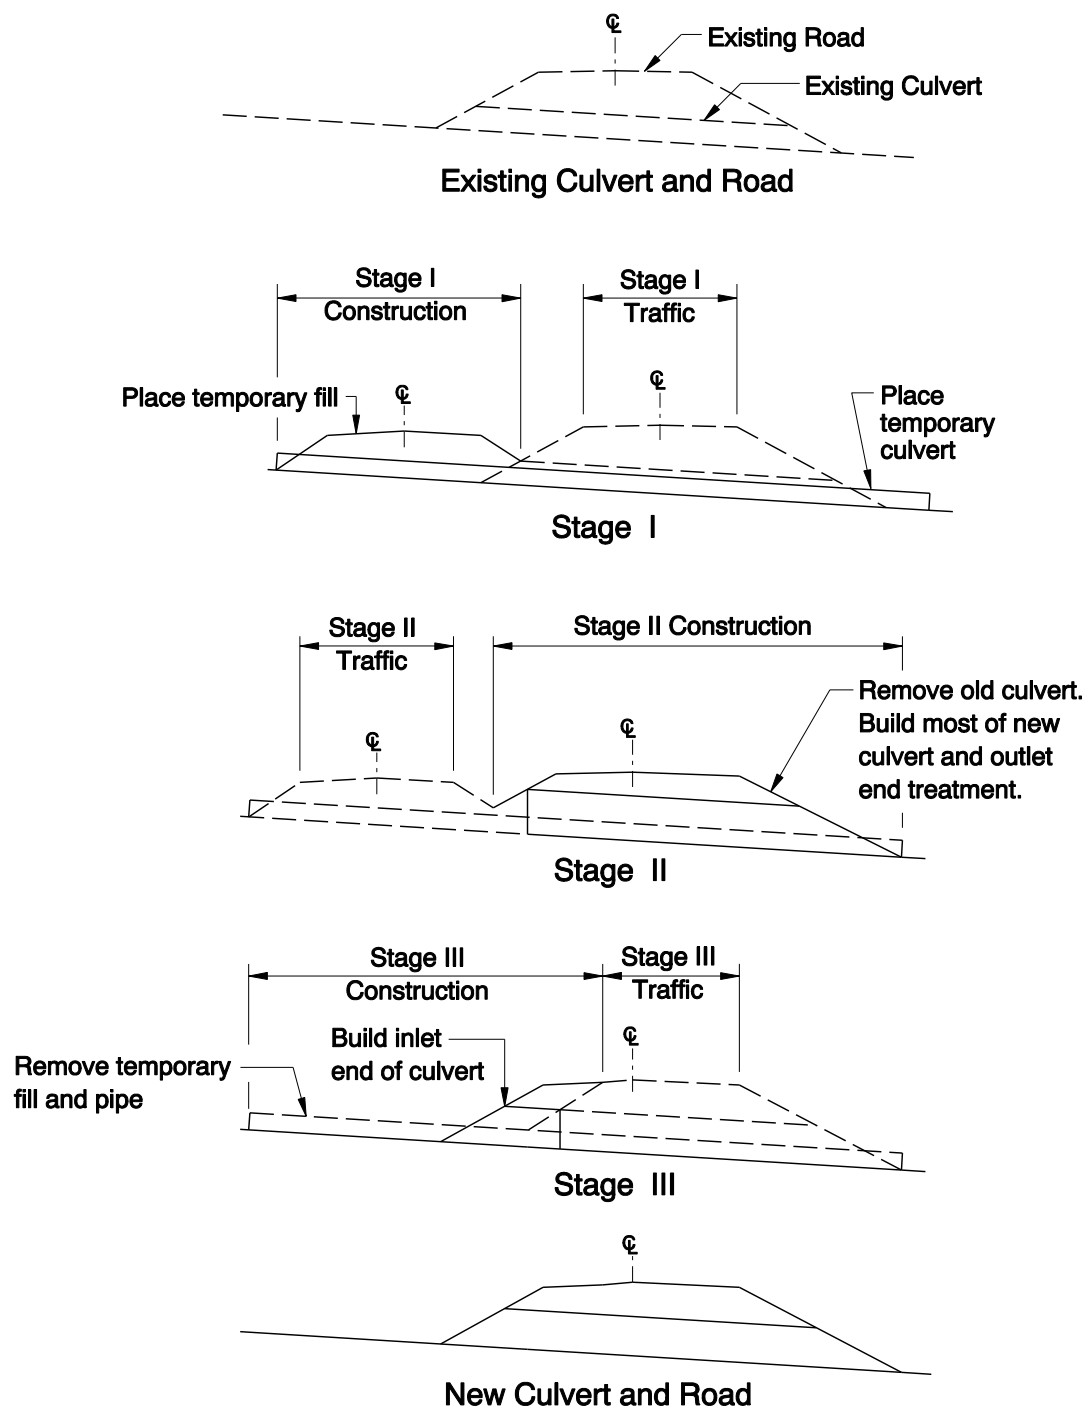 ℄
Existing Road
Existing Culvert
Existing Culvert and Road
Stage I
Construction
Stage I
Traffic
Place temporary fill
℄
℄
Place
temporary
culvert
Stage I
Stage II
Traffic
Stage II Construction
℄
℄
Remove old culvert.
Build most of new
culvert and outlet
end treatment.
Stage II
Stage III
Construction
Stage III
Traffic
Remove temporary
fill and pipe
Build inlet
end of culvert
℄
Stage III
℄
New Culvert and Road